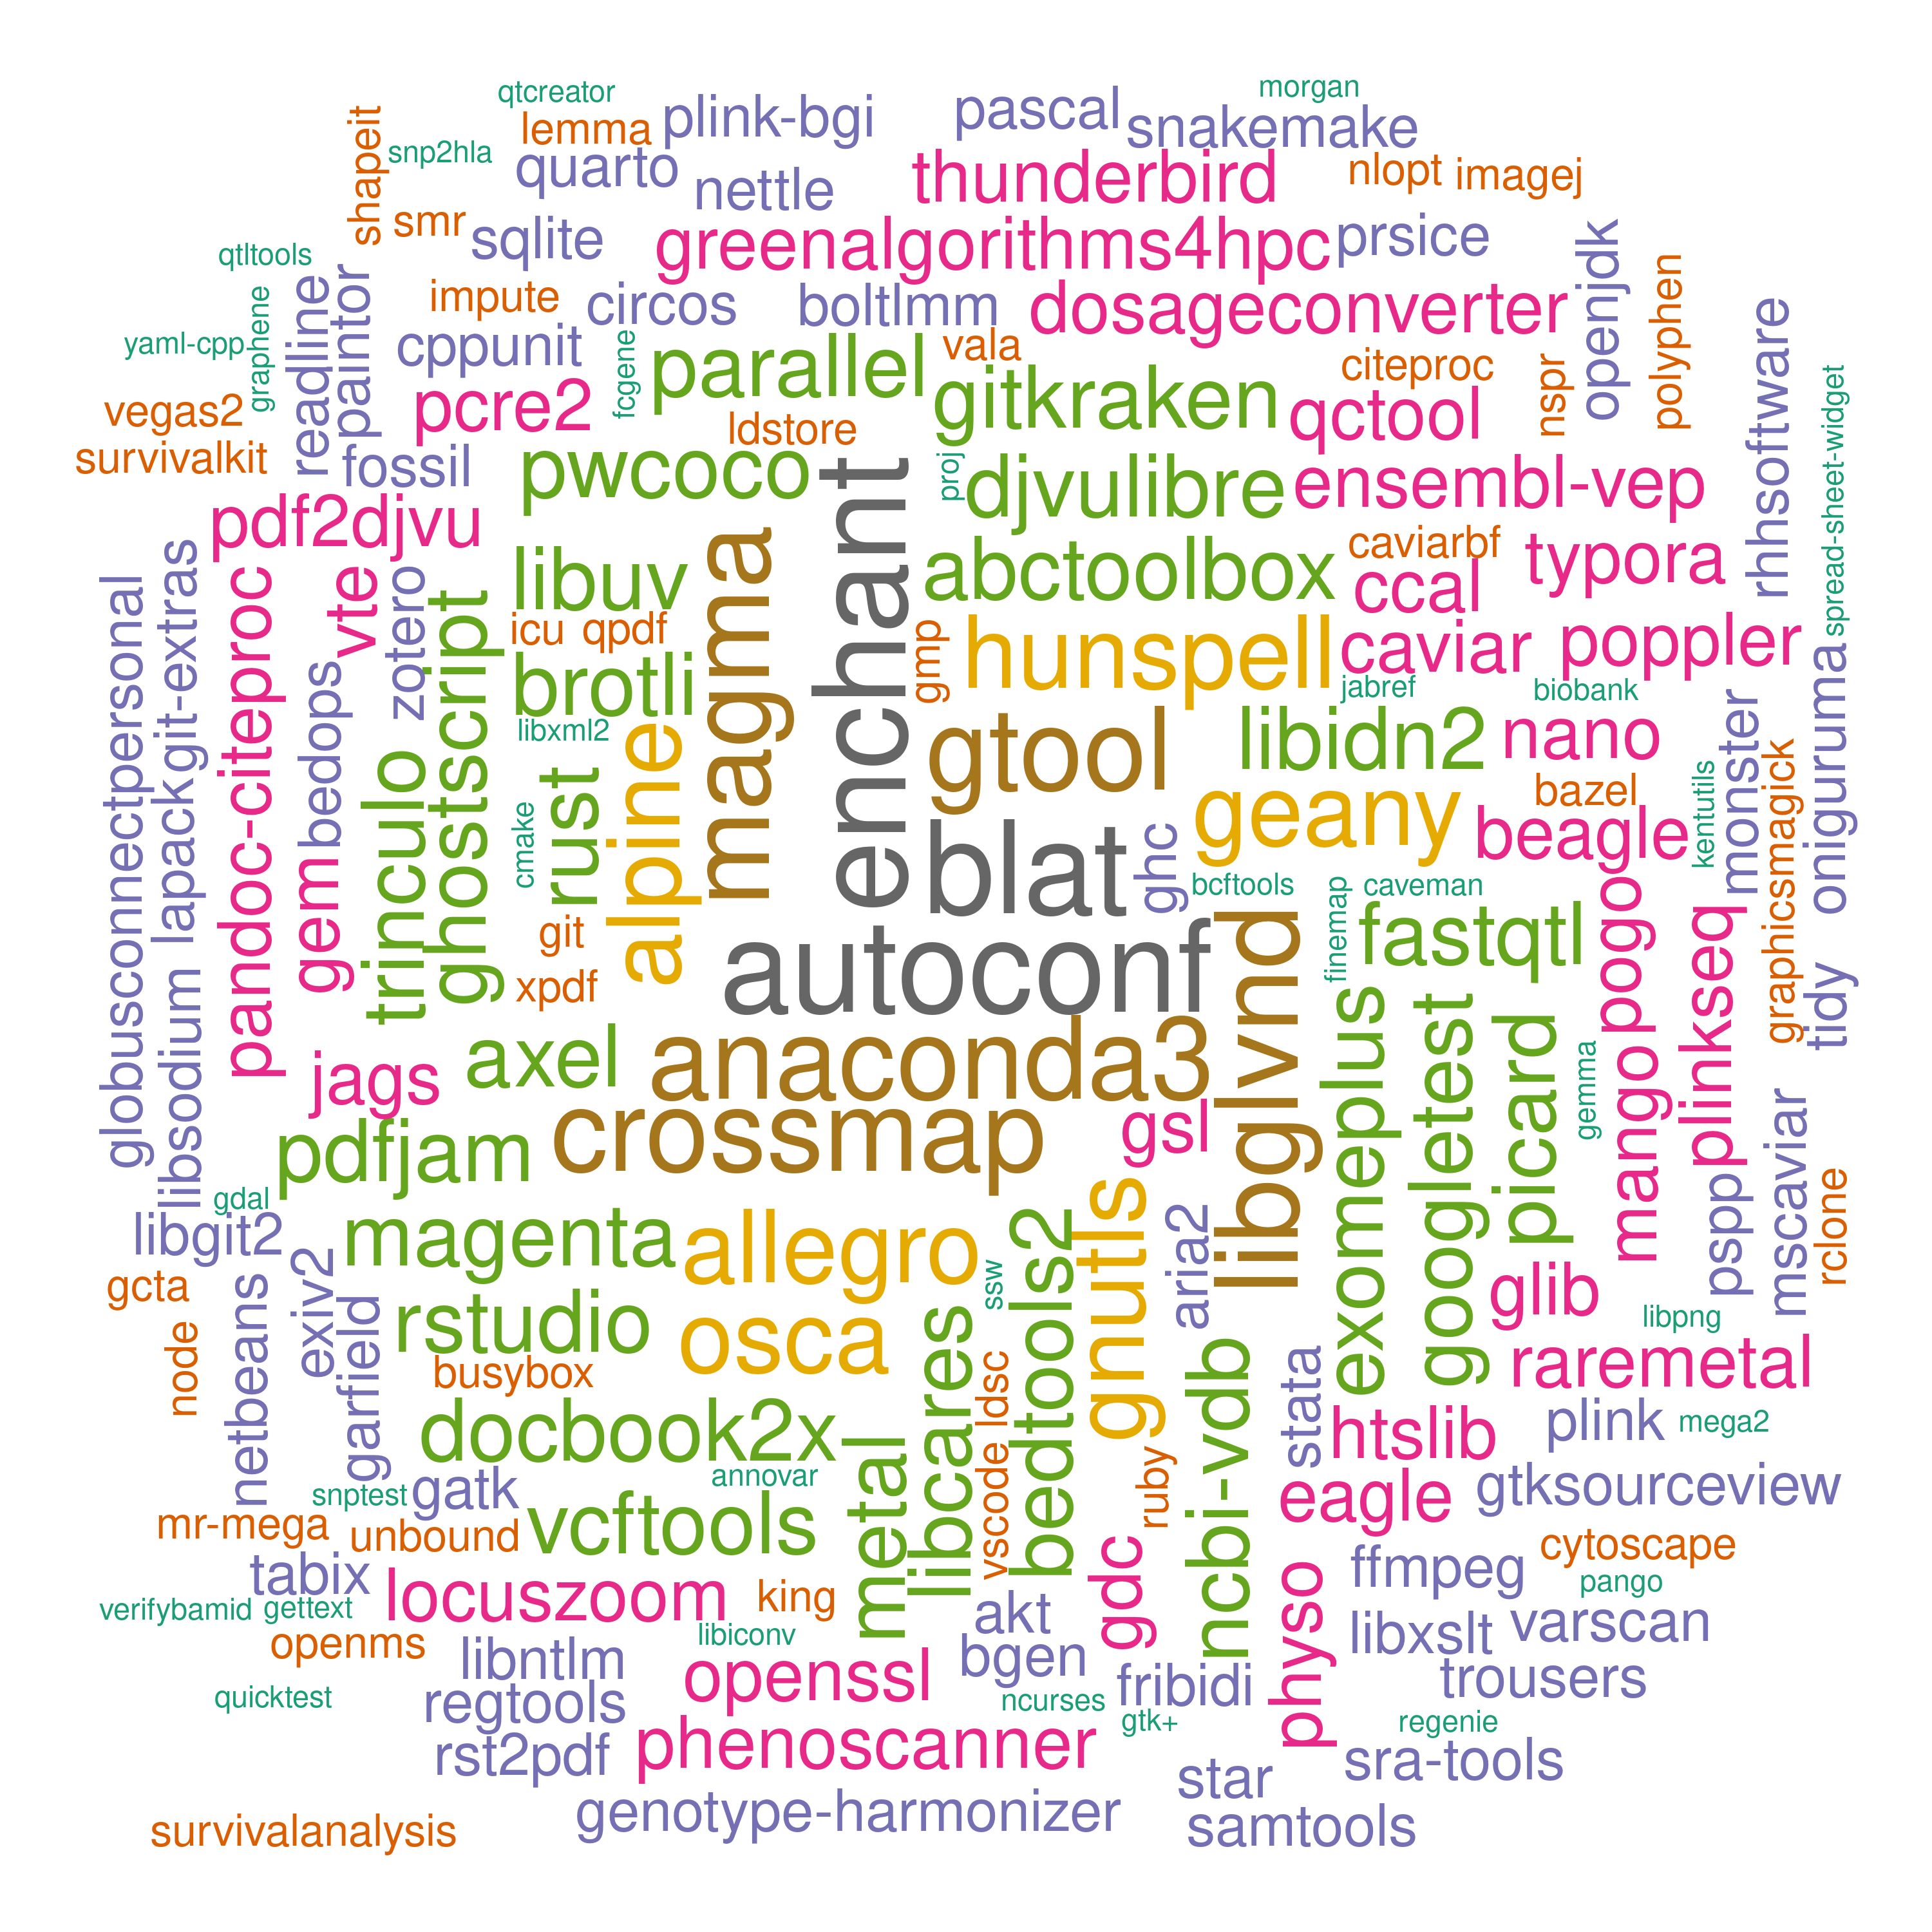 qtcreator
morgan
lemma
plink-bgi
pascal
snakemake
shapeit
snp2hla
quarto
nettle
thunderbird
nlopt
imagej
smr
sqlite
greenalgorithms4hpc
prsice
openjdk
polyphen
qtltools
readline
paintor
impute
circos
boltlmm
dosageconverter
yaml-cpp
graphene
cppunit
fcgene
parallel
vala
gitkraken
citeproc
nspr
rhhsoftware
spread-sheet-widget
vegas2
pcre2
ldstore
qctool
survivalkit
fossil
pwcoco
enchant
proj
djvulibre
ensembl-vep
pdf2djvu
magma
caviarbf
typora
globusconnectpersonal
git-extras
pandoc-citeproc
vte
zotero
ghostscript
libuv
abctoolbox
ccal
icu
qpdf
gmp
hunspell
caviar
poppler
onigurama
bedops
brotli
jabref
biobank
libxml2
alpine
gtool
libidn2
nano
monster
graphicsmagick
lapack
trinculo
rust
cmake
geany
bazel
kentutils
gem
blat
ghc
beagle
bcftools
caveman
finemap
pogo
plinkseq
git
autoconf
libglvnd
fastqtl
tidy
libsodium
xpdf
jags
axel
anaconda3
exomeplus
googletest
picard
gemma
mango
pdfjam
crossmap
gsl
mscaviar
gdal
libgit2
magenta
allegro
bedtools2
gnutls
aria2
pspp
rclone
gcta
exiv2
ssw
glib
libpng
node
netbeans
garfield
rstudio
osca
libcares
ncbi-vdb
stata
raremetal
busybox
ldsc
docbook2x
metal
vscode
ruby
htslib
plink
mega2
snptest
gatk
annovar
eagle
gtksourceview
mr-mega
unbound
vcftools
gdc
cytoscape
tabix
locuszoom
king
akt
physo
ffmpeg
pango
verifybamid
gettext
libiconv
libxslt
varscan
openms
libntlm
openssl
bgen
fribidi
trousers
quicktest
regtools
ncurses
gtk+
regenie
rst2pdf
phenoscanner
star
sra-tools
survivalanalysis
genotype-harmonizer
samtools